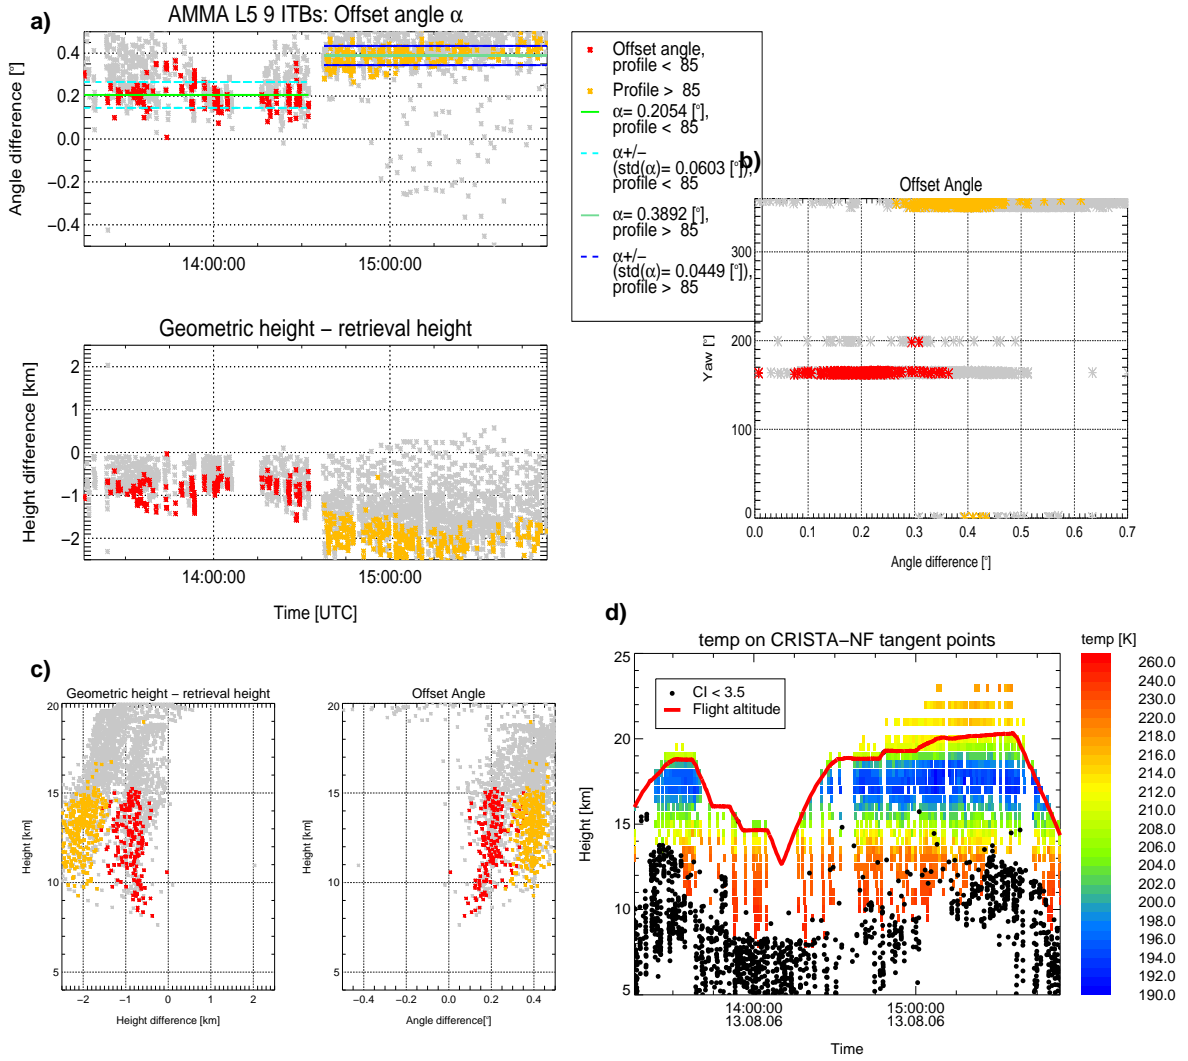 a)
AMMA L5 9 ITBs: Offset angle α
0.4
0.2
0.0
−0.2
−0.4
Angle difference [°]
14:00:00
15:00:00
Offset angle,
profile < 85
Profile > 85
α= 0.2054 [°],
profile < 85
α+/−
(std(α)= 0.0603 [°]),
profile < 85
α= 0.3892 [°],
profile > 85
α+/−
(std(α)= 0.0449 [°]),
profile > 85
b)
Offset Angle
300
200
100
0
Yaw [°]
0.0
0.1
0.2
0.3
0.4
0.5
0.6
0.7
Angle difference [°]
Geometric height − retrieval height
2
1
0
−1
−2
Height difference [km]
14:00:00
15:00:00
Time [UTC]
c)
Geometric height − retrieval height
20
15
10
5
4
Height [km]
−2
−1
0
1
2
Height difference [km]
Offset Angle
20
15
10
5
4
Height [km]
−0.4
−0.2
0.0
0.2
0.4
Angle difference[°]
d)
temp on CRISTA−NF tangent points
25
20
15
10
5
Height [km]
CI < 3.5
Flight altitude
14:00:00
13.08.06
15:00:00
13.08.06
Time
temp [K]
260.0
240.0
220.0
218.0
216.0
214.0
212.0
210.0
208.0
206.0
204.0
202.0
200.0
198.0
196.0
194.0
192.0
190.0